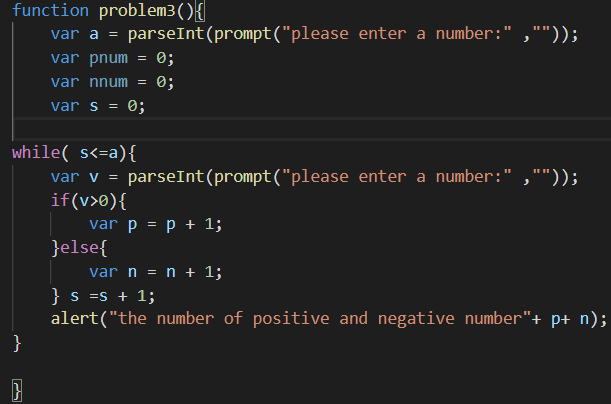 function problem3(){
var a = parseInt(prompt("please enter a number:" ,""));
var pnum = 0;
var nnum = 0;
var s = 0;
while( s<=a){
var v = parseInt(prompt("please enter a number:" ,""));
if(v>0){
var p = p + 1;
}else{
var n = n + 1;
} s =s + 1;
alert("the number of positive and negative number"+ p+ n);
}
}